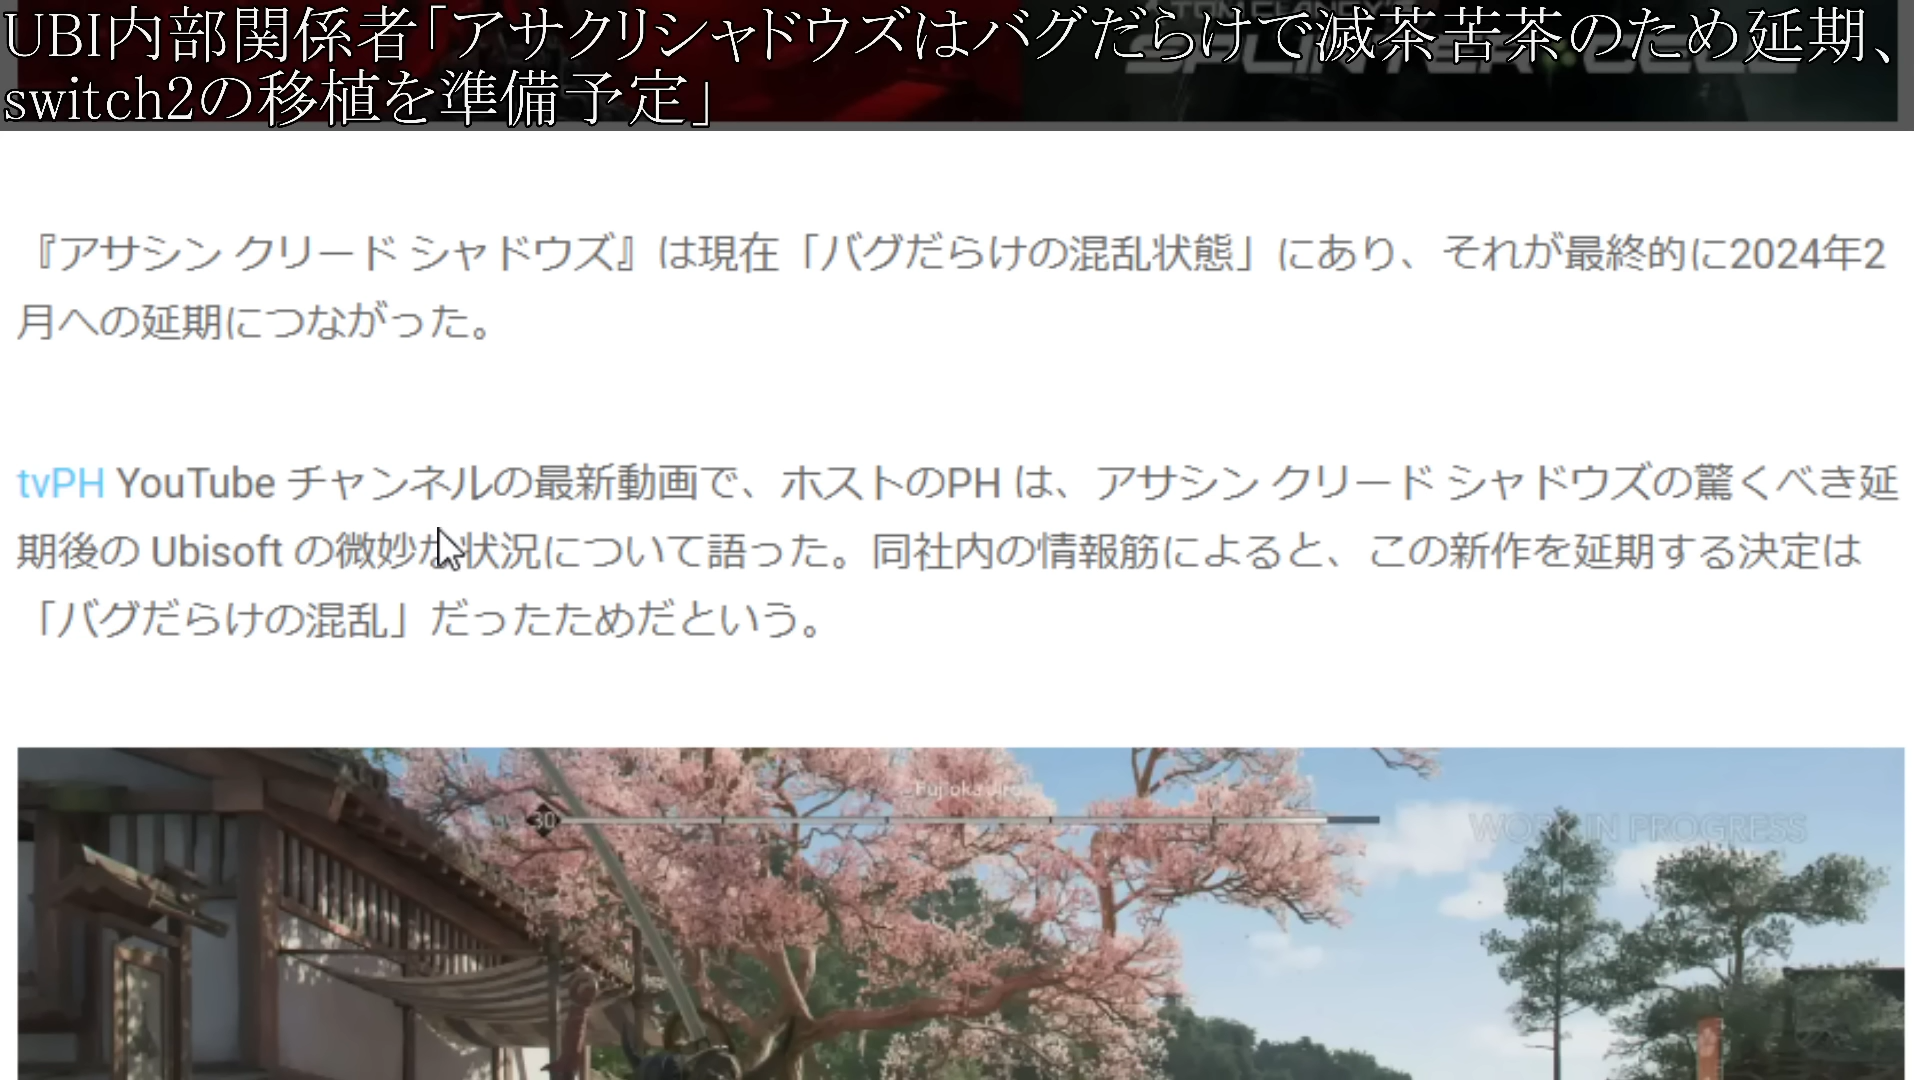 UBI内部関係者「アサクリシャドウズはバグだらけで滅茶苦茶のため延期、
switch2の移植を準備予定」
『アサシン クリード シャドウズ』は現在「バグだらけの混乱状態」にあり、それが最終的に2024年2
月への延期につながった。
tvPH YouTube チャンネルの最新動画で、ホストのPH は、アサシン クリード シャドウズの驚くべき延
期後の Ubisoft の微妙な状況について語った。同社内の情報筋によると、この新作を延期する決定は
「バグだらけの混乱」だったためだという。
Fujioka Jiro
30
WORK IN PROGRESS